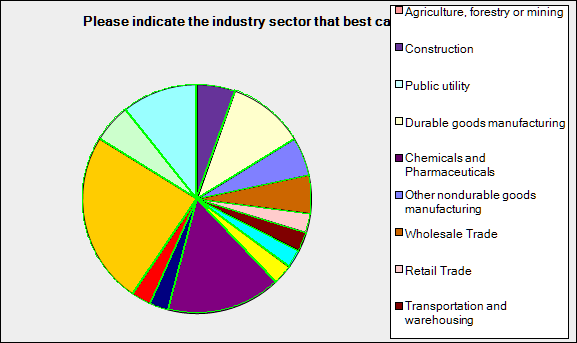 Please indicate the industry sector that best ca
Agriculture, forestry or mining
Construction
Public utility
Durable goods manufacturing
Chemicals and
Pharmaceuticals
Other nondurable goods
manufacturing
Wholesale Trade
Retail Trade
Transportation and
warehousing